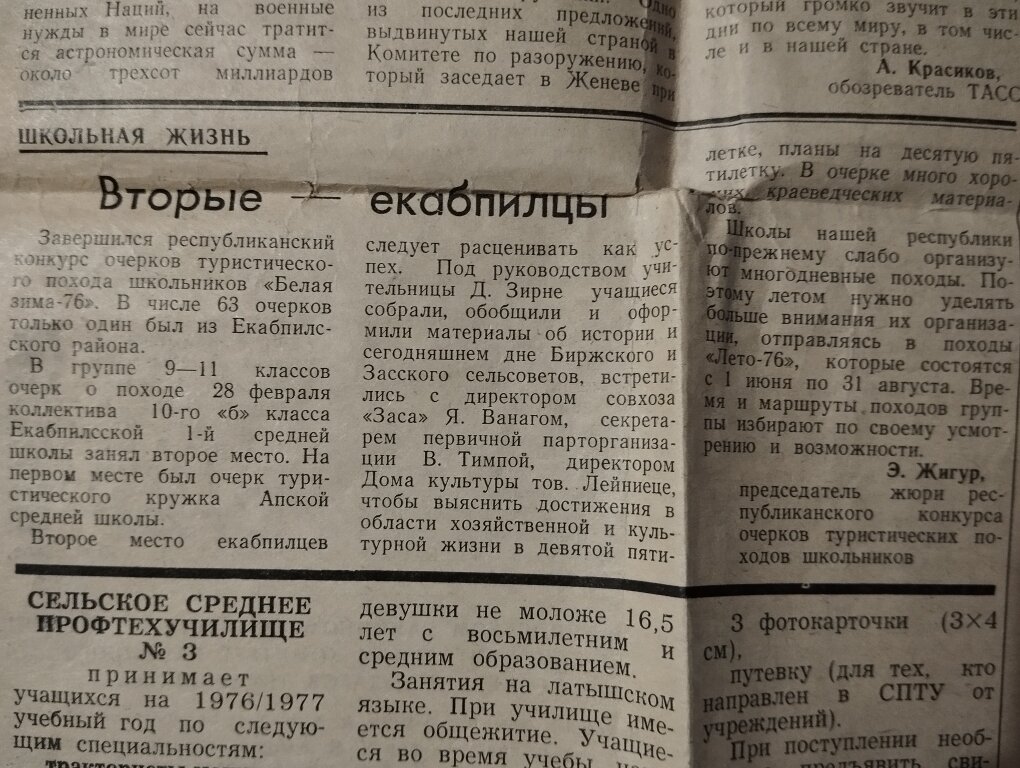 ненных Наций, на военные
нужды в мире сейчас тратит-
ся астрономическая сумма —
около трехсот миллиардов
Одно
из последних предложений,
выдвинутых нашей страной в
Комитете по разоружению, ко-
торый заседает в Женеве при
который громко звучит в эти
дни по всему миру, в том чис-
ле и в нашей стране.
А. Красиков,
обозреватель ТАСС
ШКОЛЬНАЯ ЖИЗНЬ
Вторые — екабпилцы
Завершился республиканский
конкурс очерков туристическо-
го похода школьников «Белая
зима-76». В числе 63 очерков
только один был из Екабпилс-
ского района.
В группе 9—11 классов
очерк о походе 28 февраля
коллектива 10-го «б» класса
Екабпилсской 1-й средней
школы занял второе место. На
первом месте был очерк тури-
стического кружка Апской
средней школы.
Второе место екабпилцев
следует расценивать как ус-
пех. Под руководством учи-
тельницы Д. Зирне учащиеся
собрали, обобщили и офор-
мили материалы об истории и
сегодняшнем дне Биржского и
Засского сельсоветов, встрети-
лись с директором совхоза
«Заса» Я. Ванагом, секрета-
рем первичной парторганиза-
ции В. Тимпой, директором
Дома культуры тов. Лейниеце,
чтобы выяснить достижения в
области хозяйственной и куль-
турной жизни в девятой пяти-
летке, планы на десятую пя-
тилетку. В очерке много хоро-
ших краеведческих материа-
лов.
Школы нашей республики
по-прежнему слабо организу-
ют многодневные походы. По-
этому летом нужно уделять
больше внимания их организа-
ции, отправляясь в походы
«Лето-76», которые состоятся
с 1 июня по 31 августа. Вре-
мя и маршруты походов груп-
пы избирают по своему усмот-
рению и возможности.
Э. Жигур,
председатель жюри рес-
публиканского конкурса
очерков туристических по-
ходов школьников
СЕЛЬСКОЕ СРЕДНЕЕ
ПРОФТЕХУЧИЛИЩЕ
№ 3
принимает
учащихся на 1976/1977
учебный год по следую-
щим специальностям:
девушки не моложе 16,5
лет с восьмилетним и
средним образованием.
Занятия на латышском
языке. При училище име-
ется общежитие. Учащие-
ся во время учебы
3 фотокарточки (3×4
см),
путевку (для тех, кто
направлен в СПТУ от
учреждений).
При поступлении необ-
предъявить сви-